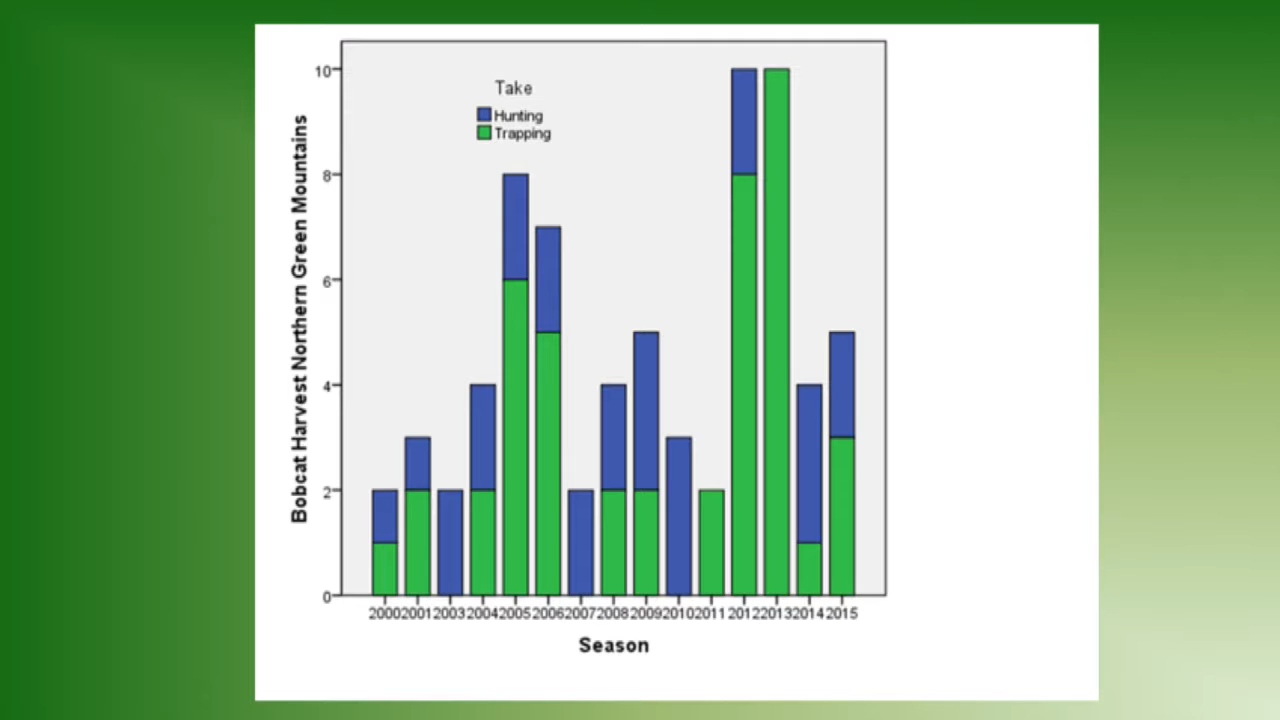 Take
Hunting
Trapping
Bobcat Harvest Northern Green Mountains
10
8
6
4
2
0
2000 2001 2003 2004 2005 2006 2007 2008 2009 2010 2011 2012 2013 2014 2015
Season